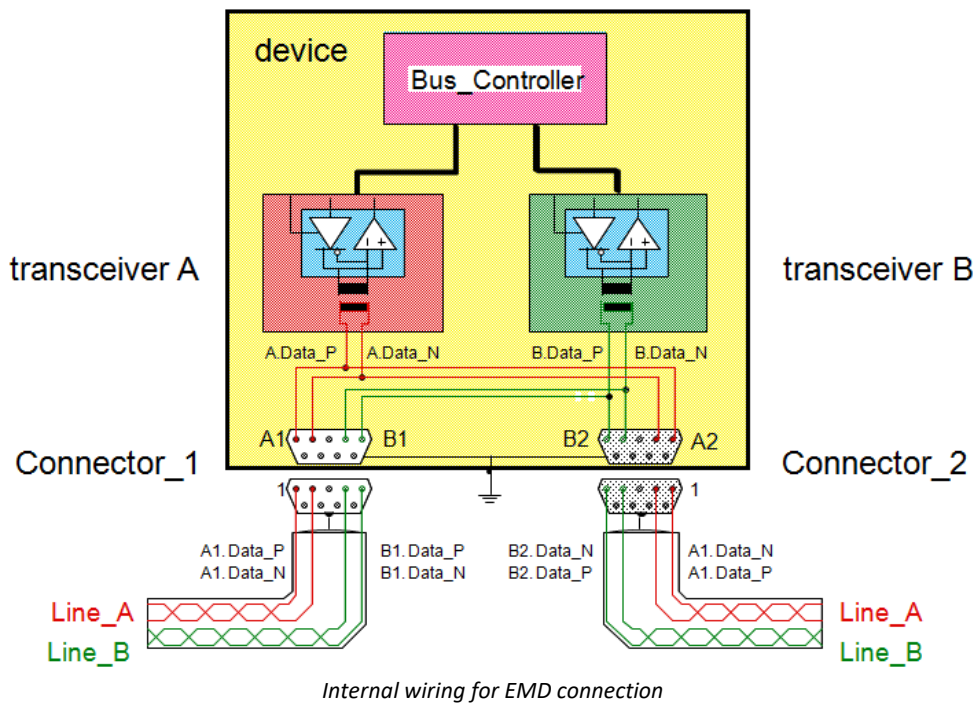 device
Bus_Controller
transceiver A
transceiver B
A.Data_P
A.Data_N
B.Data_P
B.Data_N
A1
B1
B2
A2
Connector_1
Connector_2
1
1
A1.Data_P
A1.Data_N
B1.Data_P
B1.Data_N
B2.Data_N
B2.Data_P
A1.Data_N
A1.Data_P
Line_A
Line_B
Line_A
Line_B
Internal wiring for EMD connection